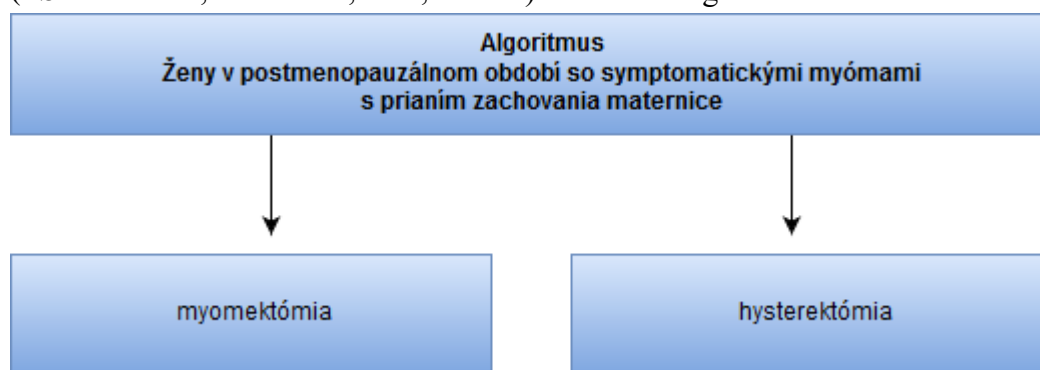 Algoritmus
Ženy v postmenopauzálnom období so symptomatickými myómami
s prianím zachovania maternice
myomektómia
hysterektómia